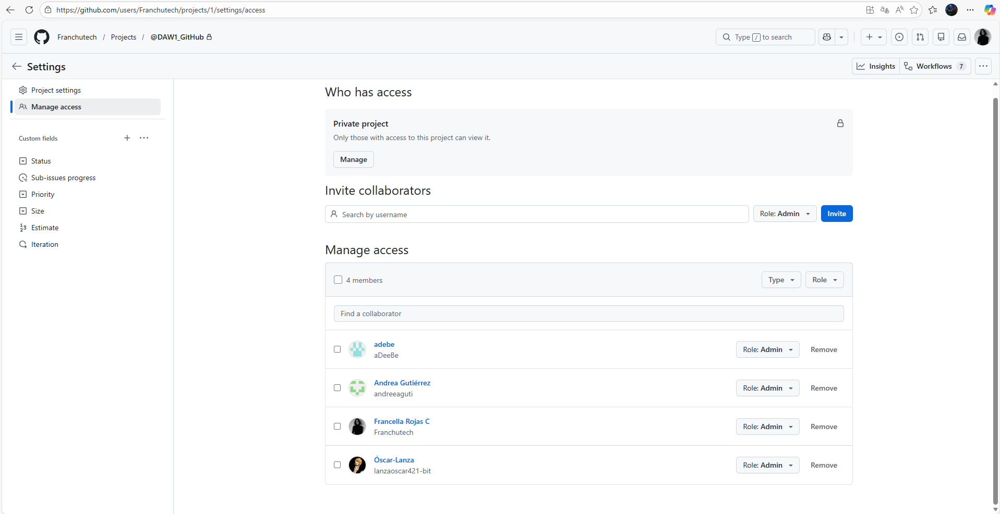 https://github.com/users/Franchutech/projects/1/settings/access
Franchutech / Projects / @DAW1_GitHub
Type / to search
Settings
Insights
Workflows 7
Project settings
Manage access
Custom fields
Status
Sub-issues progress
Priority
Size
Estimate
Iteration
Who has access
Private project
Only those with access to this project can view it.
Manage
Invite collaborators
Search by username
Role: Admin
Invite
Manage access
4 members
Type
Role
Find a collaborator
adebe
aDeeBe
Role: Admin
Remove
Andrea Gutiérrez
andreeaguti
Role: Admin
Remove
Francella Rojas C
Franchutech
Role: Admin
Remove
Óscar-Lanza
lanzaoscar421-bit
Role: Admin
Remove